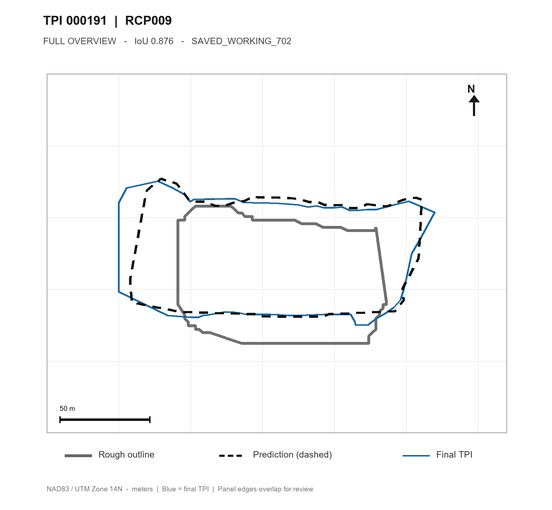 TPI 000191 | RCP009
FULL OVERVIEW - IoU 0.876 - SAVED_WORKING_702
N
50 m
Rough outline
Prediction (dashed)
Final TPI
NAD83 / UTM Zone 14N - meters | Blue = final TPI | Panel edges overlap for review